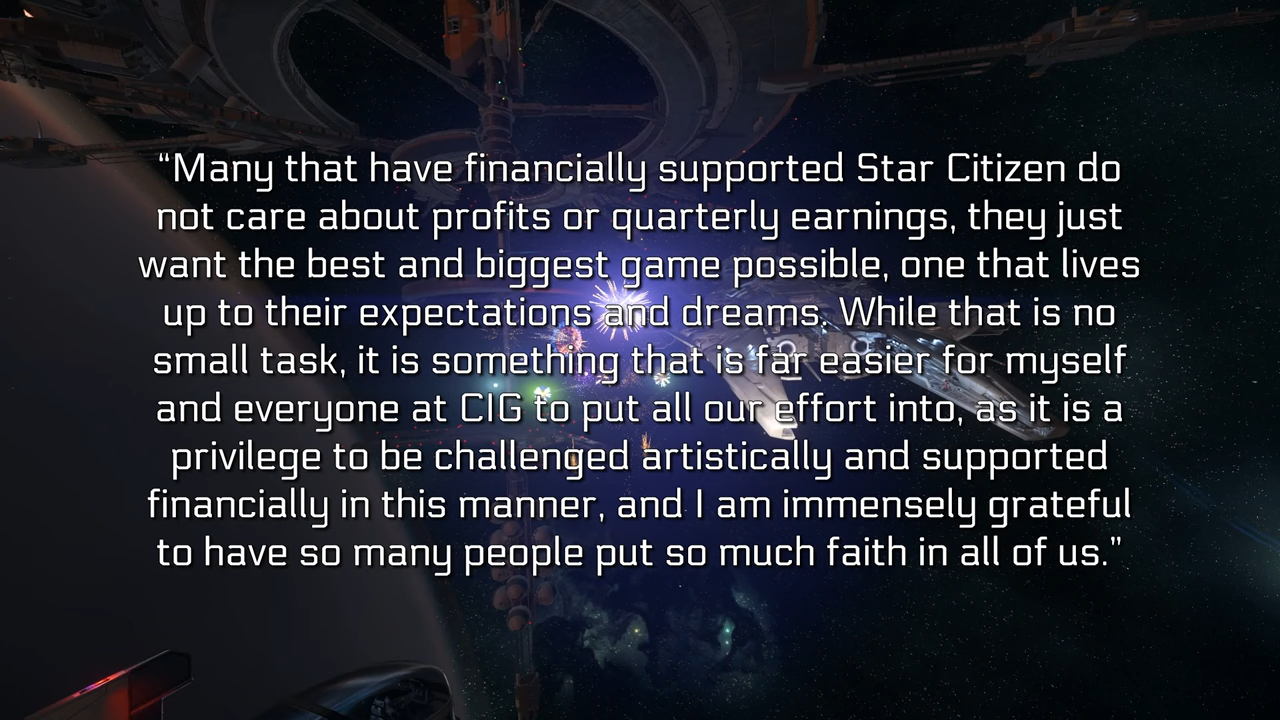 “Many that have financially supported Star Citizen do
not care about profits or quarterly earnings, they just
want the best and biggest game possible, one that lives
up to their expectations and dreams. While that is no
small task, it is something that is far easier for myself
and everyone at CIG to put all our effort into, as it is a
privilege to be challenged artistically and supported
financially in this manner, and I am immensely grateful
to have so many people put so much faith in all of us.”